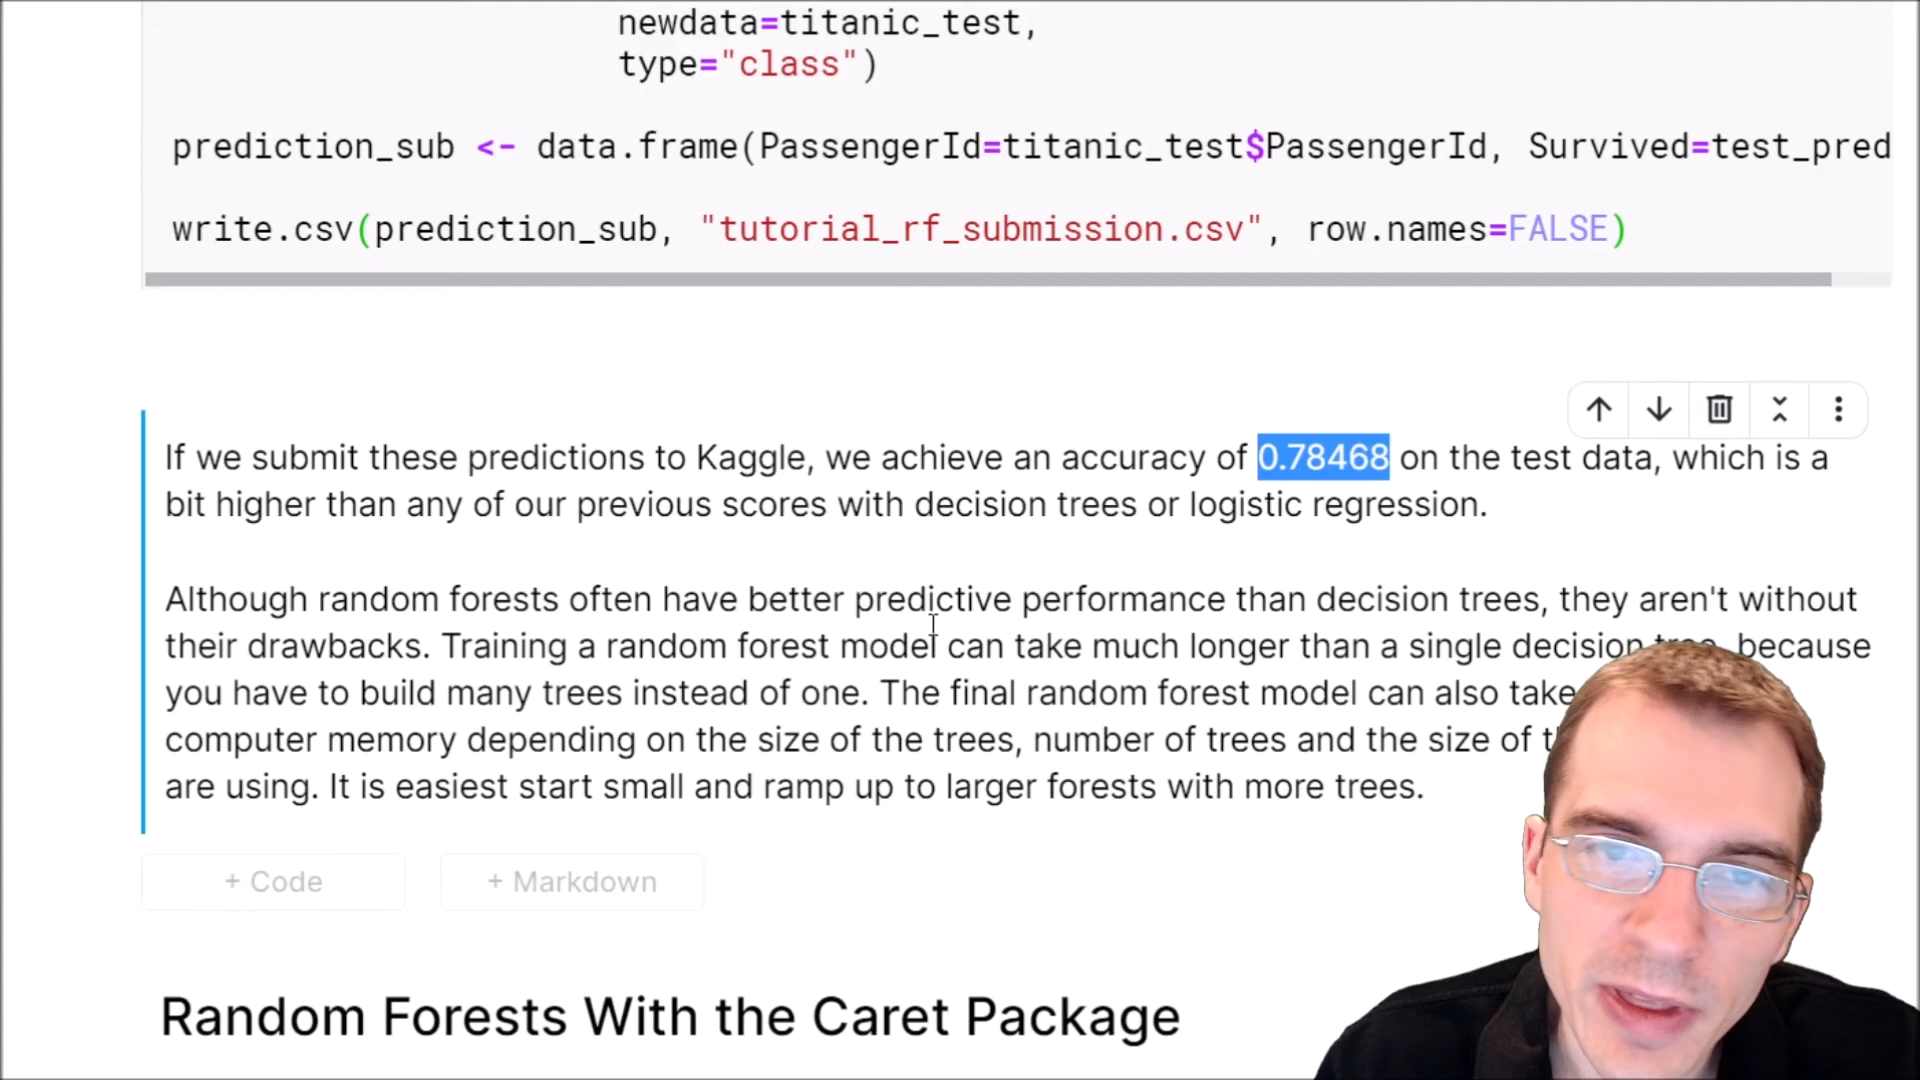 newdata=titanic_test,
type="class")
prediction_sub <- data.frame(PassengerId=titanic_test$PassengerId, Survived=test_pred
write.csv(prediction_sub, "tutorial_rf_submission.csv", row.names=FALSE)
If we submit these predictions to Kaggle, we achieve an accuracy of 0.78468 on the test data, which is a
bit higher than any of our previous scores with decision trees or logistic regression.
Although random forests often have better predictive performance than decision trees, they aren't without
their drawbacks. Training a random forest model can take much longer than a single decision because
you have to build many trees instead of one. The final random forest model can also take
computer memory depending on the size of the trees, number of trees and the size of
are using. It is easiest start small and ramp up to larger forests with more trees.
+ Code
+ Markdown
Random Forests With the Caret Package